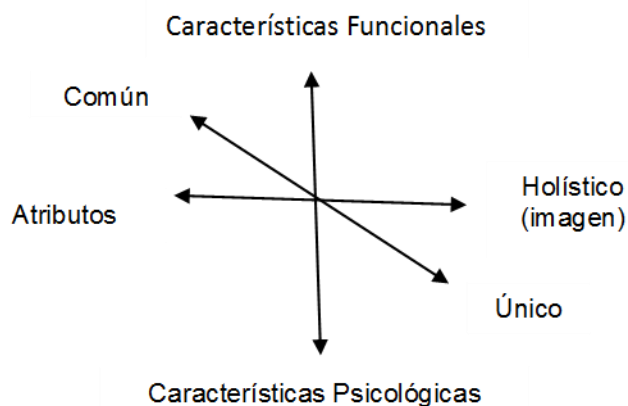 Características Funcionales
Común
Atributos
Holístico
(imagen)
Único
Características Psicológicas